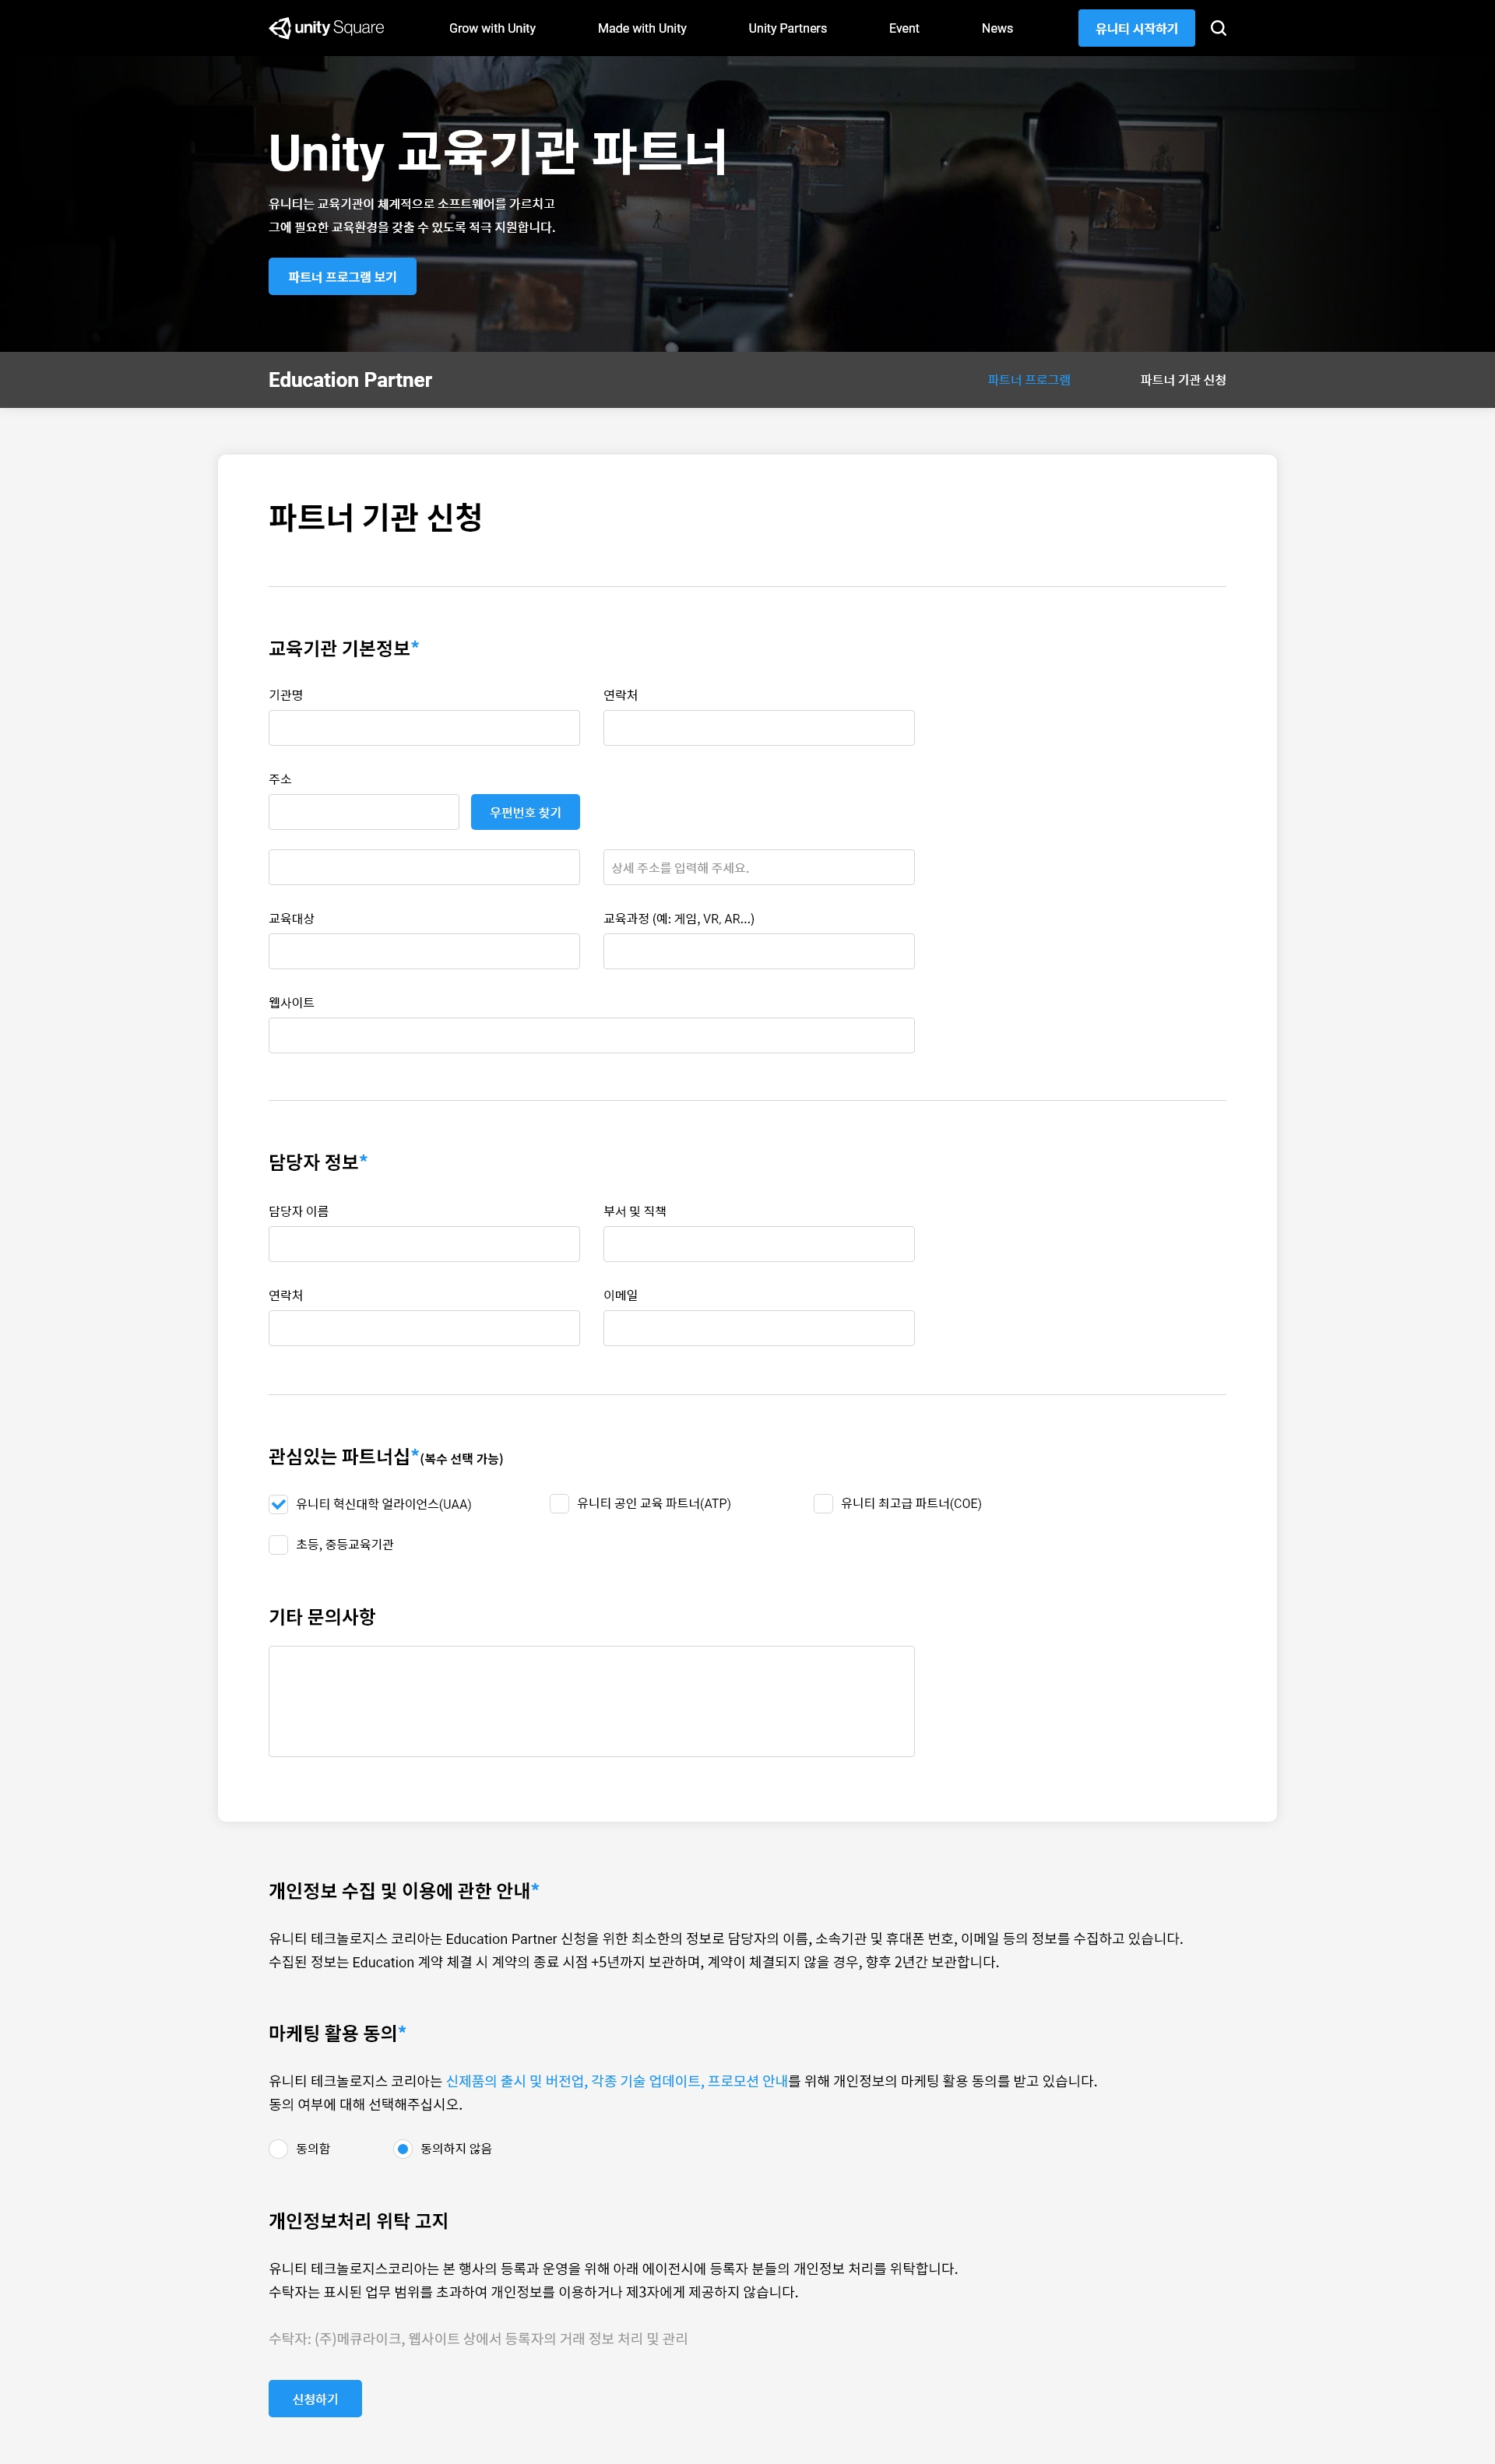 unity Square
Grow with Unity
Made with Unity
Unity Partners
Event
News
유니티 시작하기
Unity 교육기관 파트너
유니티는 교육기관이 체계적으로 소프트웨어를 가르치고
그에 필요한 교육환경을 갖출 수 있도록 적극 지원합니다.
파트너 프로그램 보기
Education Partner
파트너 프로그램
파트너 기관 신청
파트너 기관 신청
교육기관 기본정보*
기관명
연락처
주소
우편번호 찾기
상세 주소를 입력해 주세요.
교육대상
교육과정 (예: 게임, VR, AR...)
웹사이트
담당자 정보*
담당자 이름
부서 및 직책
연락처
이메일
관심있는 파트너십*(복수 선택 가능)
유니티 혁신대학 얼라이언스(UAA)
유니티 공인 교육 파트너(ATP)
유니티 최고급 파트너(COE)
초등, 중등교육기관
기타 문의사항
개인정보 수집 및 이용에 관한 안내*
유니티 테크놀로지스 코리아는 Education Partner 신청을 위한 최소한의 정보로 담당자의 이름, 소속기관 및 휴대폰 번호, 이메일 등의 정보를 수집하고 있습니다.
수집된 정보는 Education 계약 체결 시 계약의 종료 시점 +5년까지 보관하며, 계약이 체결되지 않을 경우, 향후 2년간 보관합니다.
마케팅 활용 동의*
유니티 테크놀로지스 코리아는 신제품의 출시 및 버전업, 각종 기술 업데이트, 프로모션 안내를 위해 개인정보의 마케팅 활용 동의를 받고 있습니다.
동의 여부에 대해 선택해주십시오.
동의함
동의하지 않음
개인정보처리 위탁 고지
유니티 테크놀로지스코리아는 본 행사의 등록과 운영을 위해 아래 에이전시에 등록자 분들의 개인정보 처리를 위탁합니다.
수탁자는 표시된 업무 범위를 초과하여 개인정보를 이용하거나 제3자에게 제공하지 않습니다.
수탁자: (주)메큐라이크, 웹사이트 상에서 등록자의 거래 정보 처리 및 관리
신청하기